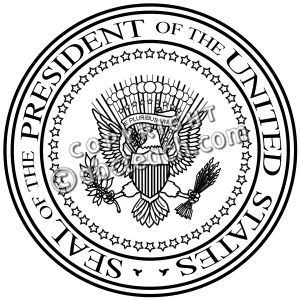 SEAL OF THE PRESIDENT OF THE UNITED STATES
E PLURIBUS UNUM